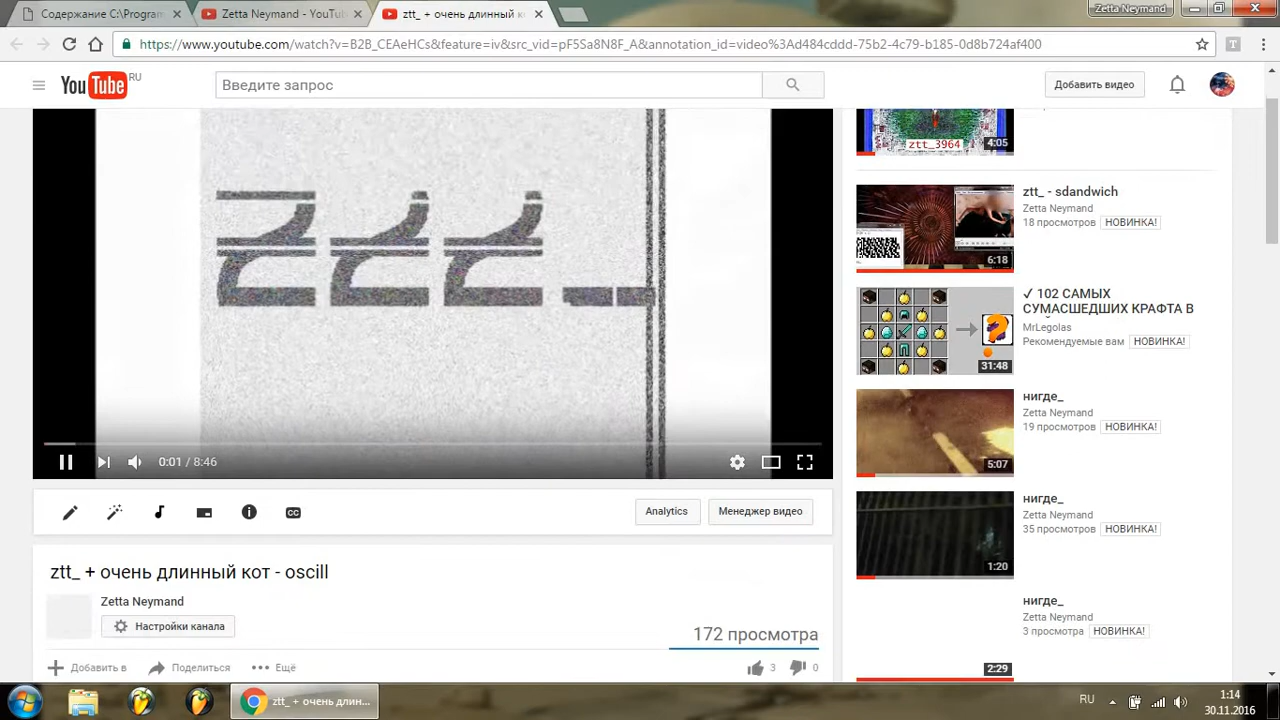 Содержание C:\Program
Zetta Neymand - YouTub
ztt_ + очень длинный к
Zetta Neymand
https://www.youtube.com/watch?v=B2B_CEAeHCs&feature=iv&src_vid=pF5Sa8N8F_A&annotation_id=video%3Ad484cddd-75b2-4c79-b185-0d8b724af400
YouTube RU
Введите запрос
Добавить видео
ztt_
0:01 / 8:46
ztt_3964
4:05
ztt_ - sdandwich
Zetta Neymand
18 просмотров НОВИНКА!
6:18
✓ 102 САМЫХ
СУМАСШЕДШИХ КРАФТА В
MrLegolas
Рекомендуемые вам НОВИНКА!
31:48
нигде_
Zetta Neymand
19 просмотров НОВИНКА!
5:07
нигде_
Zetta Neymand
35 просмотров НОВИНКА!
1:20
нигде_
Zetta Neymand
3 просмотра НОВИНКА!
2:29
CC
Analytics
Менеджер видео
ztt_ + очень длинный кот - oscill
Zetta Neymand
Настройки канала
172 просмотра
Добавить в
Поделиться
Ещё
3
0
ztt_ + очень длин...
RU
1:14
30.11.2016